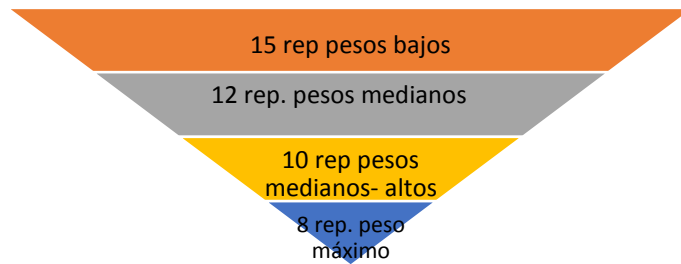 15 rep pesos bajos
12 rep. pesos medianos
10 rep pesos
medianos- altos
8 rep. peso
máximo